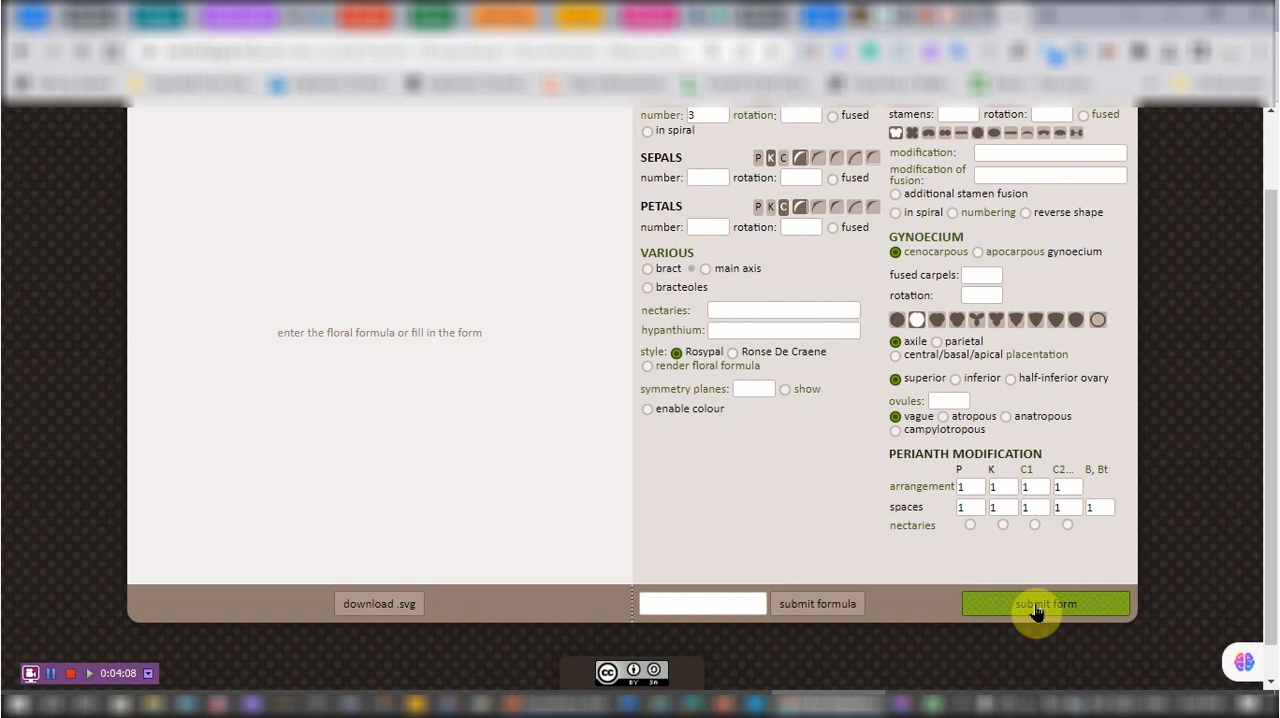 number: 3 rotation: fused
in spiral
SEPALS P K C
number: rotation: fused
PETALS P K C
number: rotation: fused
VARIOUS
bract main axis
bracteoles
nectaries:
hypanthium:
style: Rosypal Ronse De Craene
render floral formula
symmetry planes: show
enable colour
stamens: rotation: fused
modification:
modification of
fusion:
additional stamen fusion
in spiral numbering reverse shape
GYNOECIUM
cenocarpous apocarpous gynoecium
fused carpels:
rotation:
axile parietal
central/basal/apical placentation
superior inferior half-inferior ovary
ovules:
vague atropous anatropous
campylotropous
PERIANTH MODIFICATION
P K C1 C2... B, Bt
arrangement 1 1 1 1
spaces 1 1 1 1 1
nectaries
enter the floral formula or fill in the form
download .svg submit formula submit form
0:04:08
cc BY SA